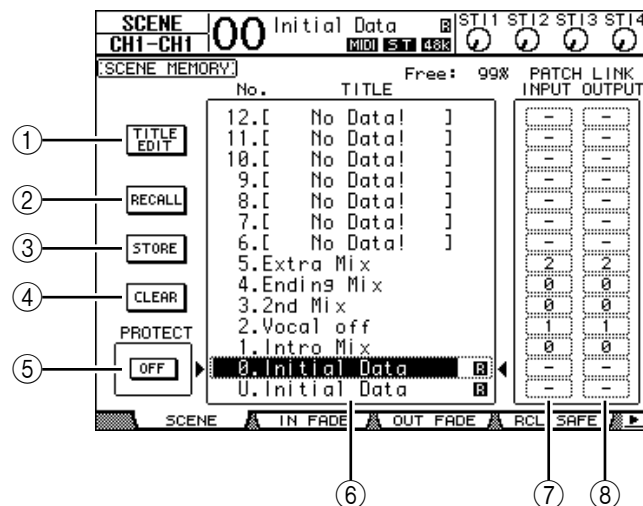 SCENE
CH1-CH1
00 Initial Data R
MIDI ST 48K
STI1 STI2 STI3 STI4
SCENE MEMORY
Free: 99% PATCH LINK
No. TITLE INPUT OUTPUT
12.[ No Data! ] - -
① TITLE EDIT
11.[ No Data! ] - -
10.[ No Data! ] - -
9.[ No Data! ] - -
② RECALL
8.[ No Data! ] - -
7.[ No Data! ] - -
③ STORE
6.[ No Data! ] - -
5.Extra Mix 2 2
④ CLEAR
4.Ending Mix 0 0
3.2nd Mix 0 0
PROTECT
2.Vocal off 1 1
1.Intro Mix 0 0
⑤ OFF
0.Initial Data R - -
U.Initial Data R - -
SCENE IN FADE OUT FADE RCL SAFE
⑥ ⑦ ⑧